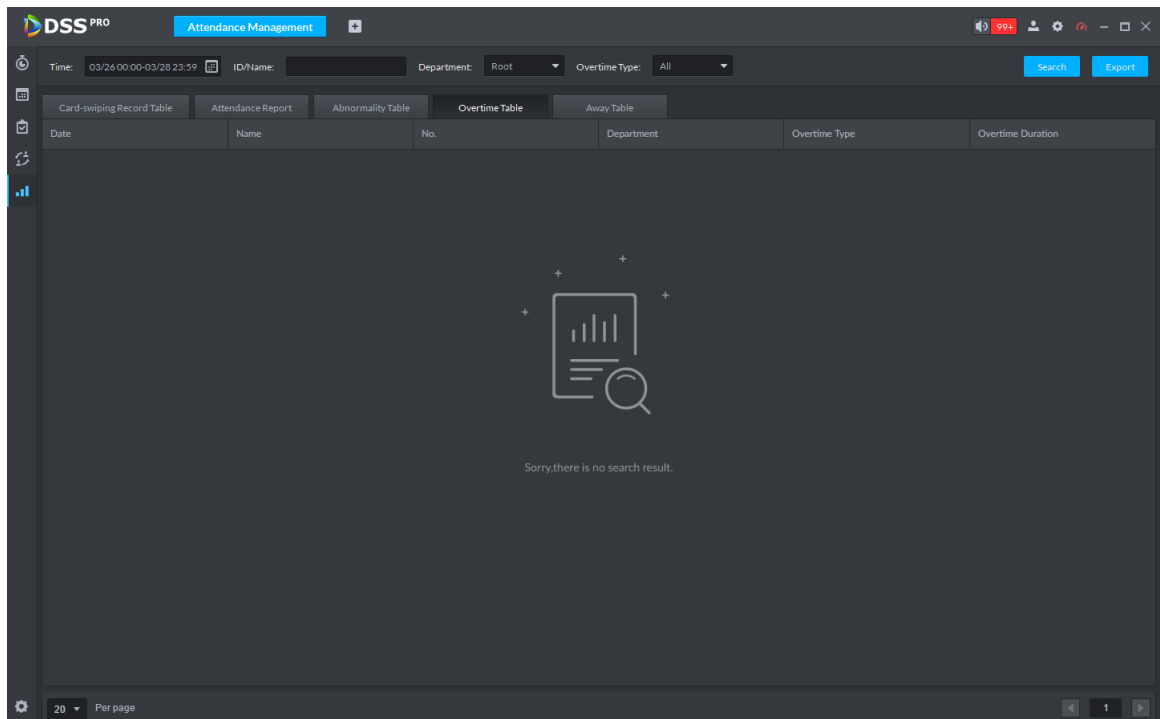 DSS PRO Attendance Management 99+
Time: 03/26 00:00-03/28 23:59 ID/Name: Department: Root Overtime Type: All Search Export
Card-swiping Record Table Attendance Report Abnormality Table Overtime Table Away Table
Date Name No. Department Overtime Type Overtime Duration
Sorry,there is no search result.
20 Per page 1